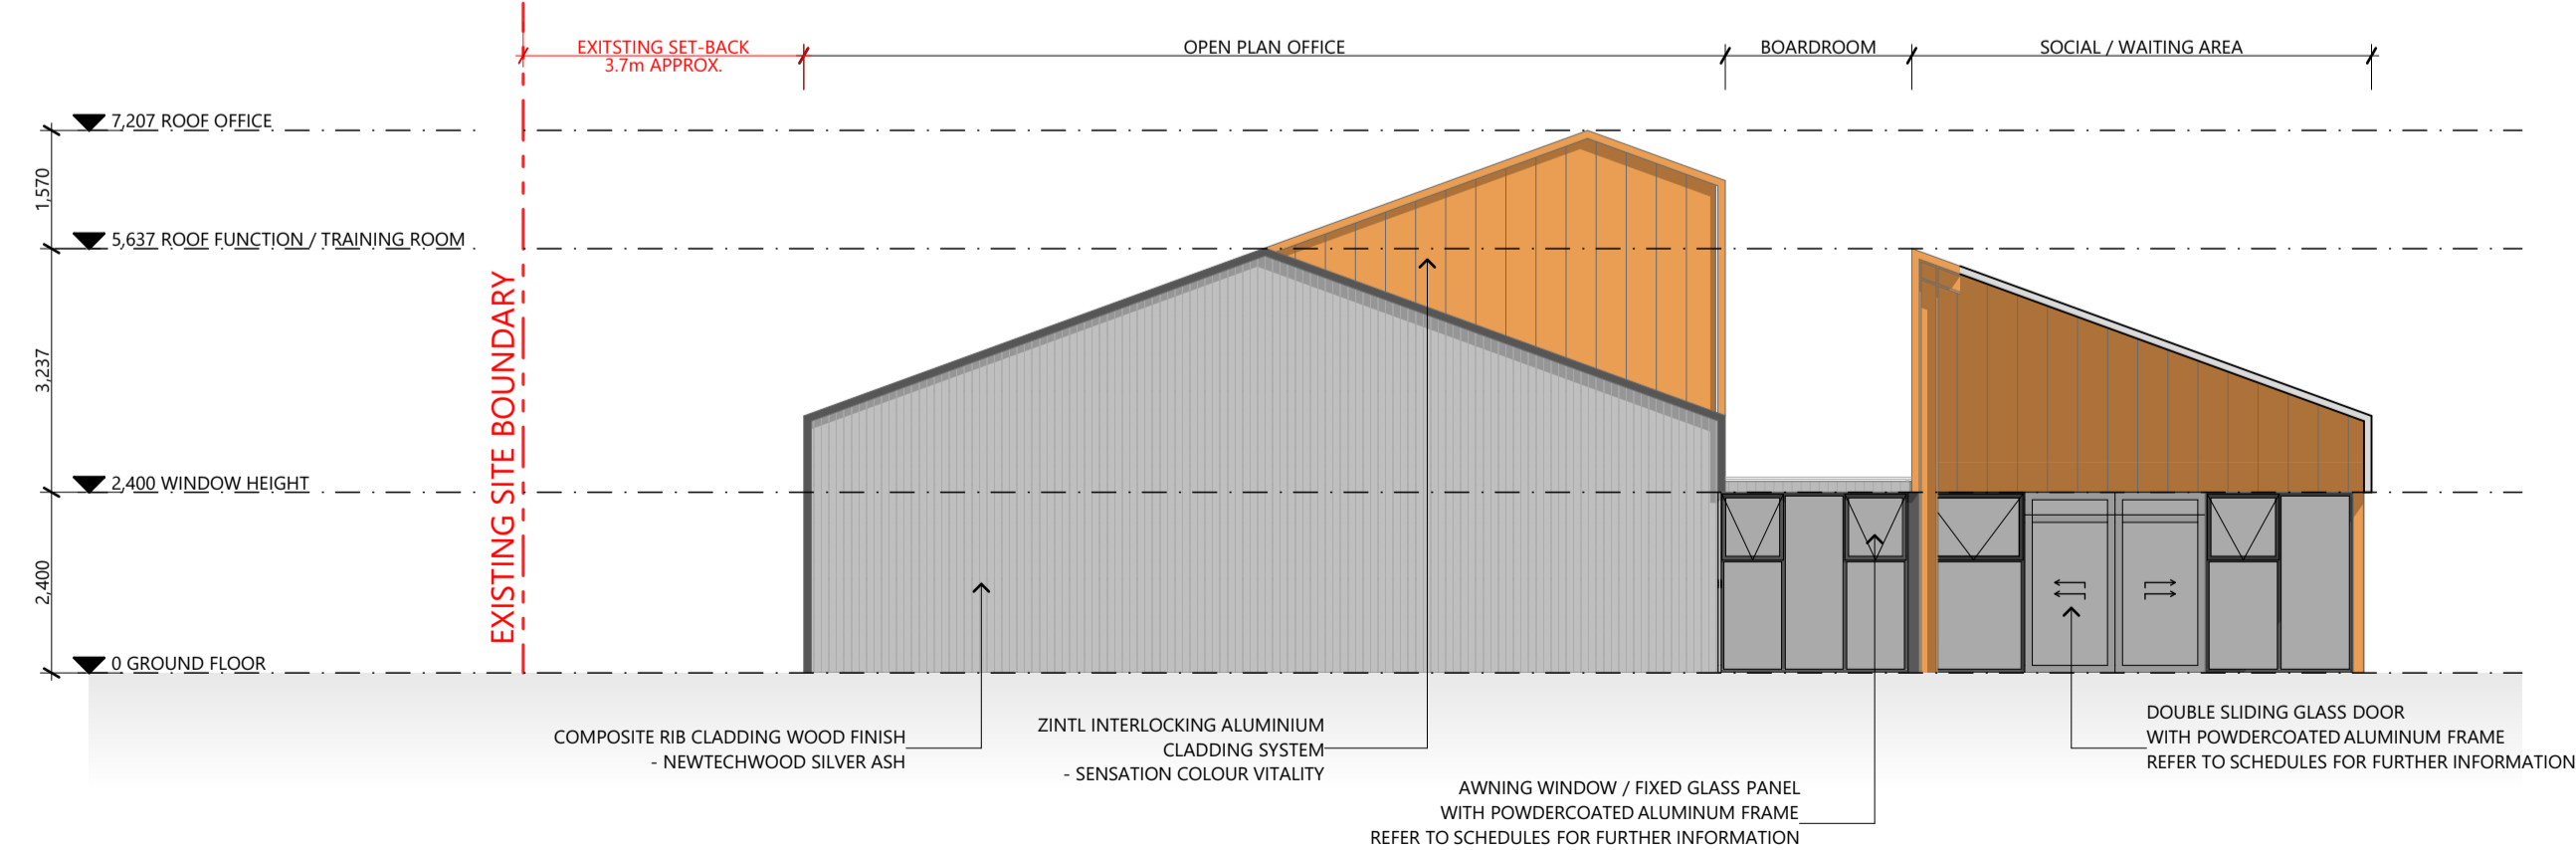 EXITSTING SET-BACK
3.7m APPROX.
OPEN PLAN OFFICE
BOARDROOM
SOCIAL / WAITING AREA
7,207 ROOF OFFICE
1,570
5,637 ROOF FUNCTION / TRAINING ROOM
3,237
EXISTING SITE BOUNDARY
2,400 WINDOW HEIGHT
2,400
0 GROUND FLOOR
COMPOSITE RIB CLADDING WOOD FINISH
- NEWTECHWOOD SILVER ASH
ZINTL INTERLOCKING ALUMINIUM
CLADDING SYSTEM
- SENSATION COLOUR VITALITY
AWNING WINDOW / FIXED GLASS PANEL
WITH POWDERCOATED ALUMINUM FRAME
REFER TO SCHEDULES FOR FURTHER INFORMATION
DOUBLE SLIDING GLASS DOOR
WITH POWDERCOATED ALUMINUM FRAME
REFER TO SCHEDULES FOR FURTHER INFORMATION